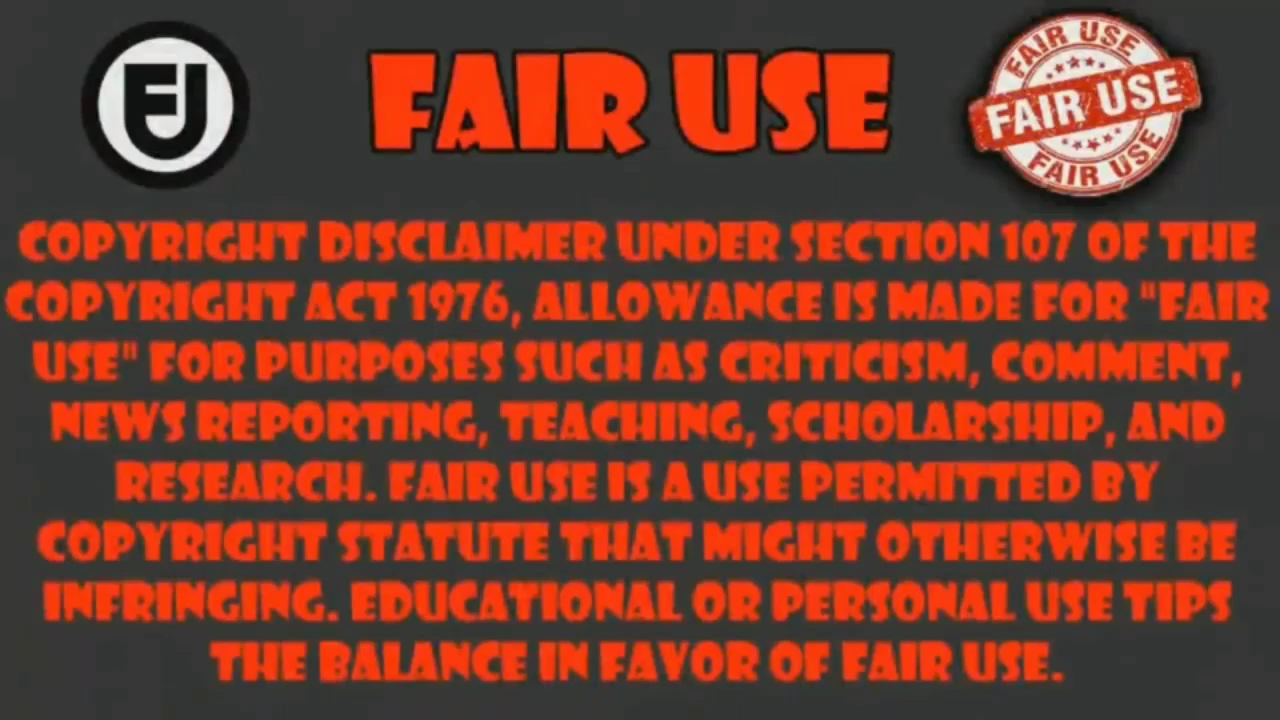 FU
FAIR USE
FAIR USE
FAIR USE
FAIR USE
COPYRIGHT DISCLAIMER UNDER SECTION 107 OF THE
COPYRIGHT ACT 1976, ALLOWANCE IS MADE FOR "FAIR
USE" FOR PURPOSES SUCH AS CRITICISM, COMMENT,
NEWS REPORTING, TEACHING, SCHOLARSHIP, AND
RESEARCH. FAIR USE IS A USE PERMITTED BY
COPYRIGHT STATUTE THAT MIGHT OTHERWISE BE
INFRINGING. EDUCATIONAL OR PERSONAL USE TIPS
THE BALANCE IN FAVOR OF FAIR USE.